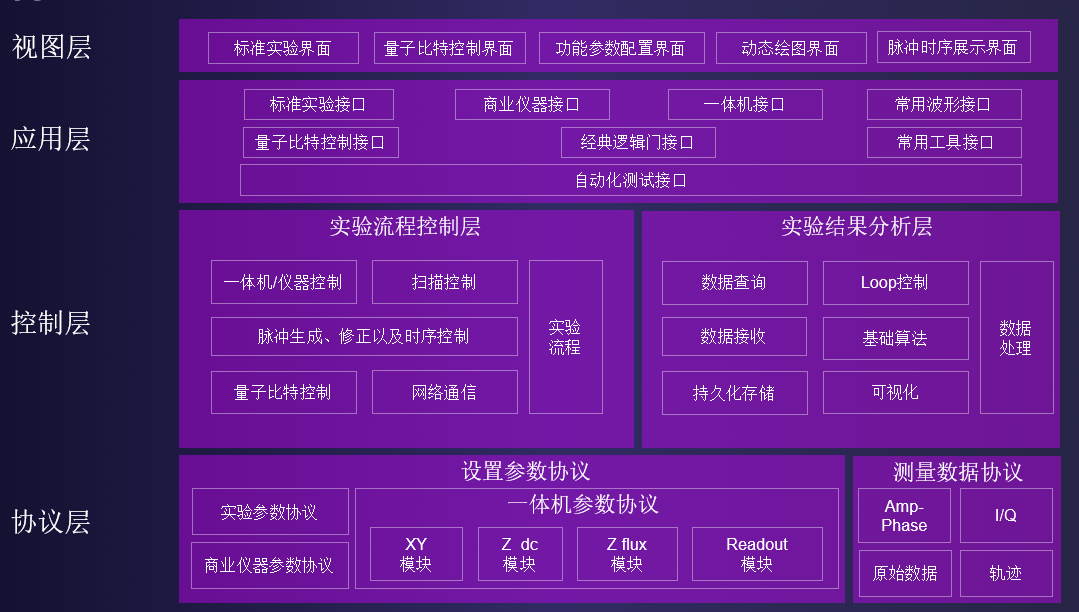 视图层
标准实验界面
量子比特控制界面
功能参数配置界面
动态绘图界面
脉冲时序展示界面
应用层
标准实验接口
商业仪器接口
一体机接口
常用波形接口
量子比特控制接口
经典逻辑门接口
常用工具接口
自动化测试接口
控制层
实验流程控制层
一体机/仪器控制
扫描控制
脉冲生成、修正以及时序控制
量子比特控制
网络通信
实验
流程
实验结果分析层
数据查询
Loop控制
数据接收
基础算法
持久化存储
可视化
数据
处理
协议层
设置参数协议
实验参数协议
商业仪器参数协议
一体机参数协议
XY
模块
Z dc
模块
Z flux
模块
Readout
模块
测量数据协议
Amp-
Phase
I/Q
原始数据
轨迹